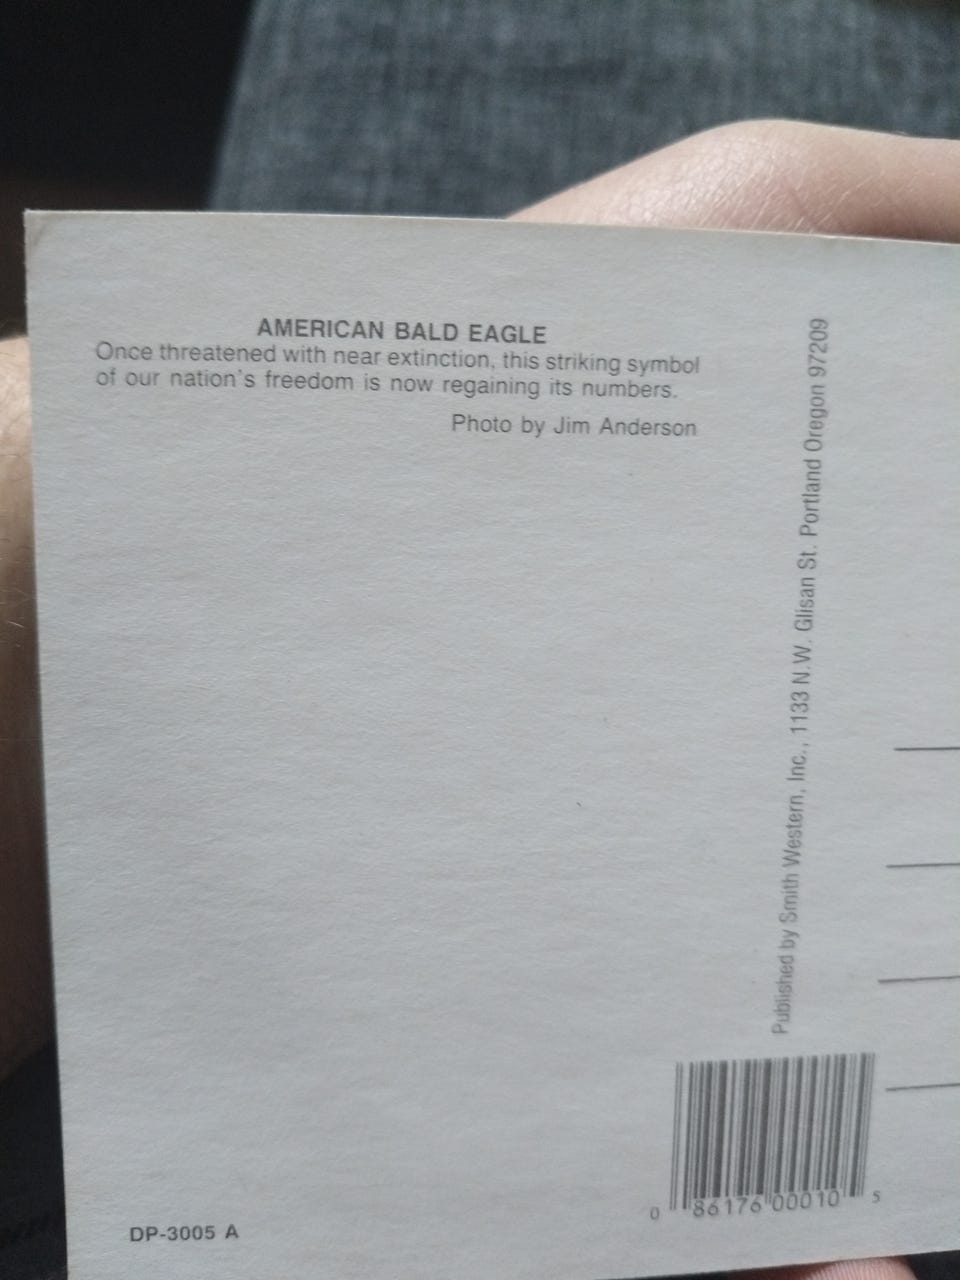 AMERICAN BALD EAGLE
Once threatened with near extinction, this striking symbol
of our nation's freedom is now regaining its numbers.
Photo by Jim Anderson
Published by Smith Western, Inc., 1133 N.W. Glisan St. Portland Oregon 97209
0 86176 00010 5
DP-3005 A